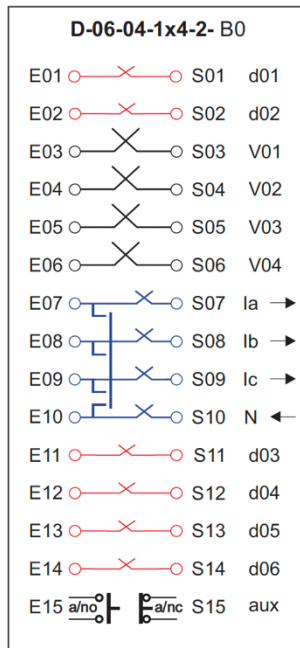 D-06-04-1x4-2- B0
E01 S01 d01
E02 S02 d02
E03 S03 V01
E04 S04 V02
E05 S05 V03
E06 S06 V04
E07 S07 Ia
E08 S08 Ib
E09 S09 Ic
E10 S10 N
E11 S11 d03
E12 S12 d04
E13 S13 d05
E14 S14 d06
E15 a/no a/nc S15 aux